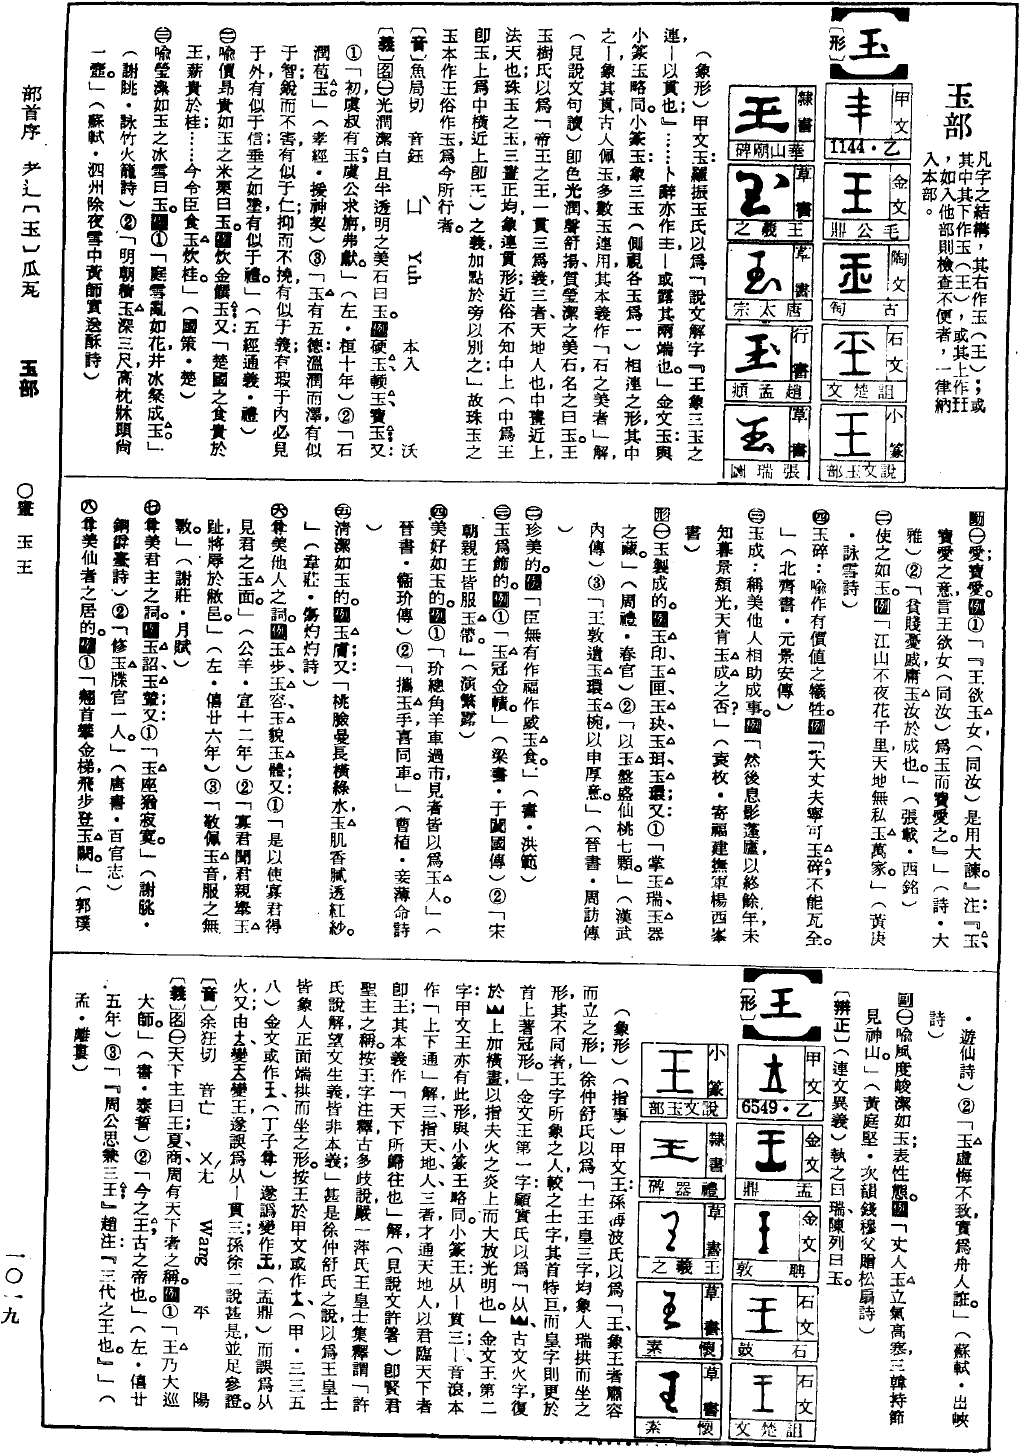 部首序 玉部 ○畫 玉王 一○一九
玉部
凡字之結構，其右作玉（王）；或
其中其下作玉（王），或其上作玨
，如入他部則檢查不便者，一律納
入本部。
玉
〔形〕
甲文 乙·1144
金文 毛公鼎
陶文 古匋
石文 詛楚文
小篆 說文玉部
隸書 華山廟碑
草書 王羲之
草書 唐太宗
行書 趙孟頫
草書 張瑞圖
（象形）甲文玉：羅振玉氏以爲「說文解字『王象三玉之
連，丨以貫也』……卜辭亦作丰，丨或露其兩端也。」金文玉：與
小篆玉略同。小篆玉：象三玉（側視各玉爲一）相連之形，其中
之丨象其貫，古人佩玉，多數玉連用，其本義作「石之美者」解，
（見說文句讀）卽色光潤、聲舒揚、質瑩潔之美石名之曰玉。
玉樹氏以爲「帝王之王，一貫三爲義，三者，天地人也，中畫近上，
法天也，珠玉之玉，三畫正均，象連貫形；近俗不知中上（中爲王
卽玉，上爲中橫近上卽王）之義，加點於旁以別之；」故珠玉之
玉本作王，俗作玉，爲今所行者。
〔音〕魚局切 音鈺 ㄩˋ Yuh 本入 沃
〔義〕名㊀光潤潔白且半透明之美石曰玉。例硬玉、輭玉、寶玉；又：
①「初，虞叔有玉，虞公求旃，弗獻。」（左·桓十年）②「石
潤苞玉」（孝經·援神契）③「玉有五德：溫潤而澤，有似
于智；銳而不害，有似于仁；抑而不撓，有似于義；有瑕于內必見
于外，有似于信；垂之如墜，有似于禮。」（五經通義·禮）
㊁喻價昂貴如玉之米粟曰玉。例炊金饌玉；又：「楚國之食貴於
玉，薪貴於桂；……今令臣食玉炊桂。」（國策·楚）
㊂喻瑩潔如玉之冰雪曰玉。例①「庭雪亂如花，井冰粲成玉。」
（謝眺·詠竹火籠詩）②「明朝積玉深三尺，高枕牀頭尚
一壺。」（蘇軾·泗州除夜雪中黃師寘送酥詩）
動㊀愛；寶愛。例①「『王欲玉女（同汝），是用大諫。』注：『玉，
寶愛之意，言王欲女（同汝）爲玉而寶愛之。』」（詩·大
雅）②「貧賤憂戚，庸玉汝於成也。」（張載·西銘）
㊁使之如玉。例「江山不夜花千里，天地無私玉萬家。」（黃庚
·詠雪詩）
㊃玉碎：喻作有價值之犧牲。例「大丈夫寧可玉碎，不能瓦全。
」（北齊書·元景安傳）
㊂玉成：稱美他人相助成事。例「然後息影蓬廬以終餘年，未
知暮景頹光，天肯玉成之否？」（袁枚·寄福建撫軍楊西峯
書）
形㊀玉製成的。例玉印、玉匣、玉玦、玉珥、玉環；又：①「掌玉瑞玉器
之藏。」（周禮·春官）②「以玉盤盛仙桃七顆。」（漢武
內傳）③「王敦遺玉環玉椀，以申厚意。」（晉書·周訪傳
）
㊁珍美的。例「臣無有作福作威玉食。」（書·洪範）
㊂玉爲飾的。例①「玉冠金幘。」（梁書·于闐國傳）②「宋
朝親王皆服玉帶。」（演繁露）
㊃美好如玉的。例①「玠總角，羊車過市，見者皆以爲玉人。」（
晉書·衞玠傳）②「攜玉手，喜同車。」（曹植·妾薄命詩
）
㊄清潔如玉的。例玉膚；又：「桃臉曼長橫綠水，玉肌香膩透紅紗。
」（韋莊·傷灼灼詩）
㊅尊美他人之詞。例玉步、玉容、玉貌、玉體；又：①「是以使寡君得
見君之玉面。」（公羊·宣十二年）②「寡君聞君親舉玉
趾，將辱於敝邑。」（左·僖廿六年）③「敬佩玉音，服之無
斁。」（謝莊·月賦）
㊆尊美君主之詞。例玉詔、玉輦；又：①「玉座猶寂寞。」（謝眺·
銅爵臺詩）②「修玉牒官一人。」（唐書·百官志）
㊇尊美仙者之居的。例①「翹首攀金梯，飛步登玉闕。」（郭璞
·遊仙詩）②「玉虛悔不致，實爲舟人誑。」（蘇軾·出峽
詩）
副㊀喻風度峻潔如玉；表性態。例「丈人玉立氣高寒，三韓持節
見神山。」（黃庭堅·次韻錢穆父贈松扇詩）
〔辨正〕（連文異義）執之曰瑞，陳列曰玉。
王
〔形〕
甲文 乙·6549
金文 盂鼎
金文 聘敦
石文 石鼓
石文 詛楚文
小篆 說文玉部
隸書 禮器碑
草書 王羲之
草書 懷素
草書 懷素
（象形）（指事）甲文王：孫海波氏以爲「王，象王者肅容
而立之形；」徐仲舒氏以爲「士王皇三字均象人端拱而坐之
形，其不同者：王字所象之人，較之士字其首特巨，而皇字則更於
首上著冠形。」金文王第一字：顧實氏以爲「从、古文火字，復
於上加橫畫以指夫火之炎上而大放光明也。」金文王第二
字：甲文王亦有此形，與小篆王略同。小篆王：从丨貫三，丨音滾，本
作「上下通」解，三指天地人，三者才通天地人以君臨天下者
卽王，其本義作「天下所歸往也」解，（見說文許箸）卽賢君
聖主之稱。按：王字注釋古多歧說，嚴一萍氏王皇士集釋謂「許
氏說解望文生義，皆非本義；」甚是。徐仲舒氏之說以爲王皇士
皆象人正面端拱而坐之形。按：王於甲文或作（甲·三三五
八），金文或作（丁子尊），遂譌變作王（盂鼎），而誤爲从
火；又由變變王，遂誤爲从丨貫三；孫徐二說甚是，並足參證。
〔音〕余狂切 音亡 ㄨㄤˊ Wang 平 陽
〔義〕名㊀天下主曰王，夏、商、周有天下者之稱。例①「王乃大巡
大師。」（書·泰誓）②「今之王，古之帝也。」（左·僖廿
五年）③「『周公思兼三王』趙注：『三代之王也。』」（
孟·離婁）